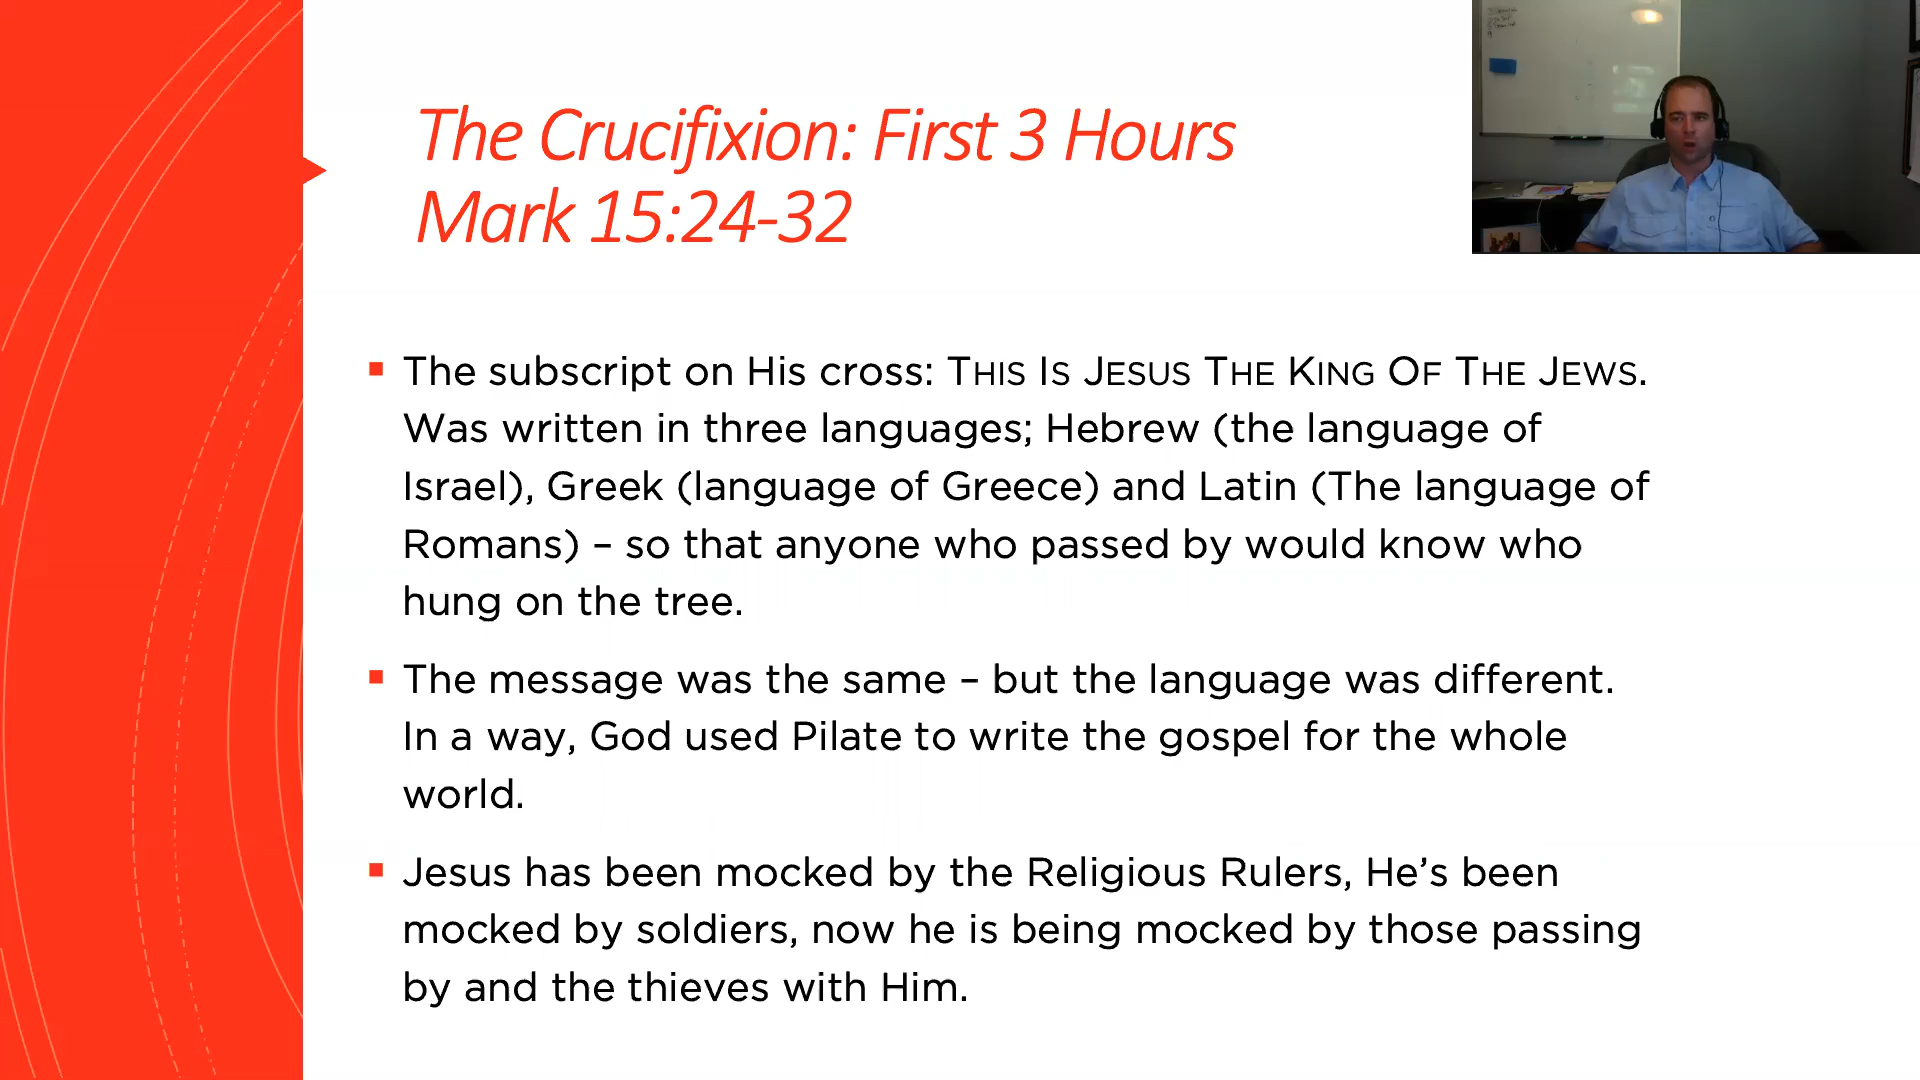 The Crucifixion: First 3 Hours
Mark 15:24-32
▪ The subscript on His cross: THIS IS JESUS THE KING OF THE JEWS.
Was written in three languages; Hebrew (the language of
Israel), Greek (language of Greece) and Latin (The language of
Romans) – so that anyone who passed by would know who
hung on the tree.
▪ The message was the same – but the language was different.
In a way, God used Pilate to write the gospel for the whole
world.
▪ Jesus has been mocked by the Religious Rulers, He’s been
mocked by soldiers, now he is being mocked by those passing
by and the thieves with Him.